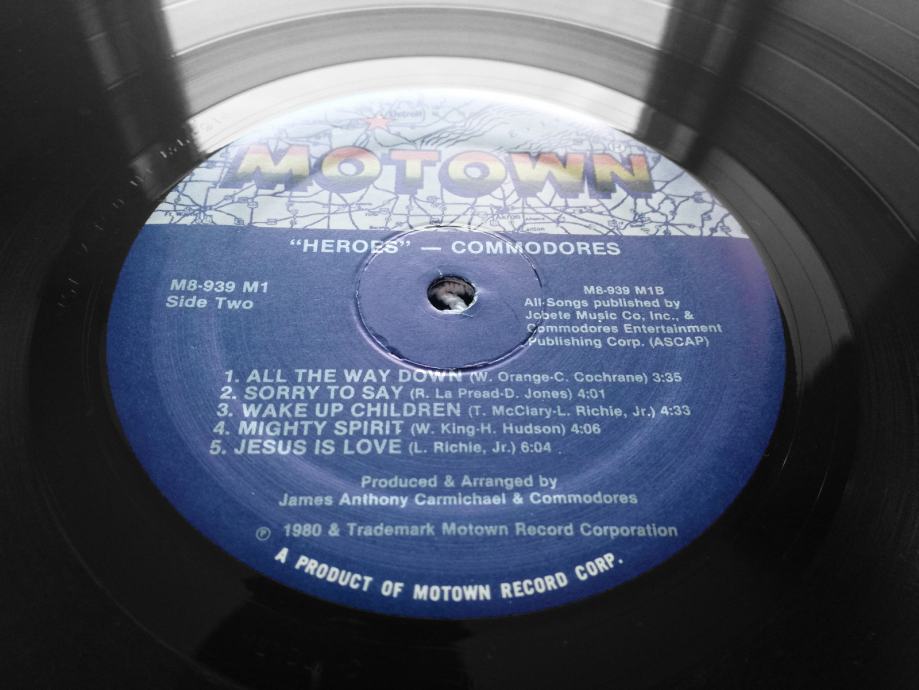 Detroit
MOTOWN
Akron
Canton
"HEROES" — COMMODORES
M8-939 M1
Side Two
M8-939 M1B
All Songs published by
Jobete Music Co, Inc., &
Commodores Entertainment
Publishing Corp. (ASCAP)
1. ALL THE WAY DOWN (W. Orange-C. Cochrane) 3:35
2. SORRY TO SAY (R. La Pread-D. Jones) 4:01
3. WAKE UP CHILDREN (T. McClary-L. Richie, Jr.) 4:33
4. MIGHTY SPIRIT (W. King-H. Hudson) 4:06
5. JESUS IS LOVE (L. Richie, Jr.) 6:04
Produced & Arranged by
James Anthony Carmichael & Commodores
℗ 1980 & Trademark Motown Record Corporation
A PRODUCT OF MOTOWN RECORD CORP.